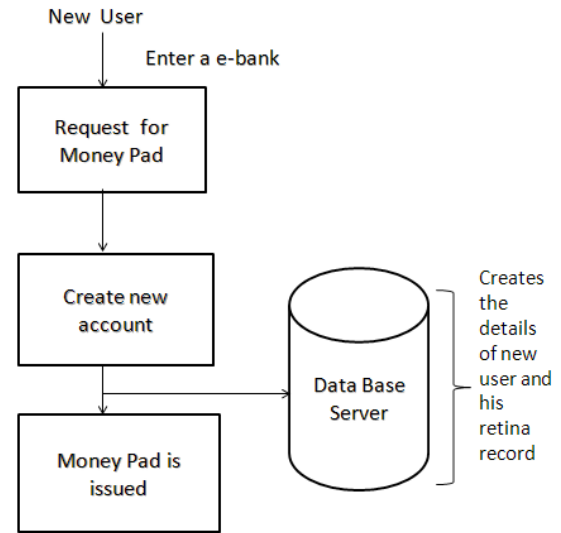 New User
Enter a e-bank
Request for
Money Pad
Create new
account
Data Base
Server
Creates
the
details
of new
user and
his
retina
record
Money Pad is
issued